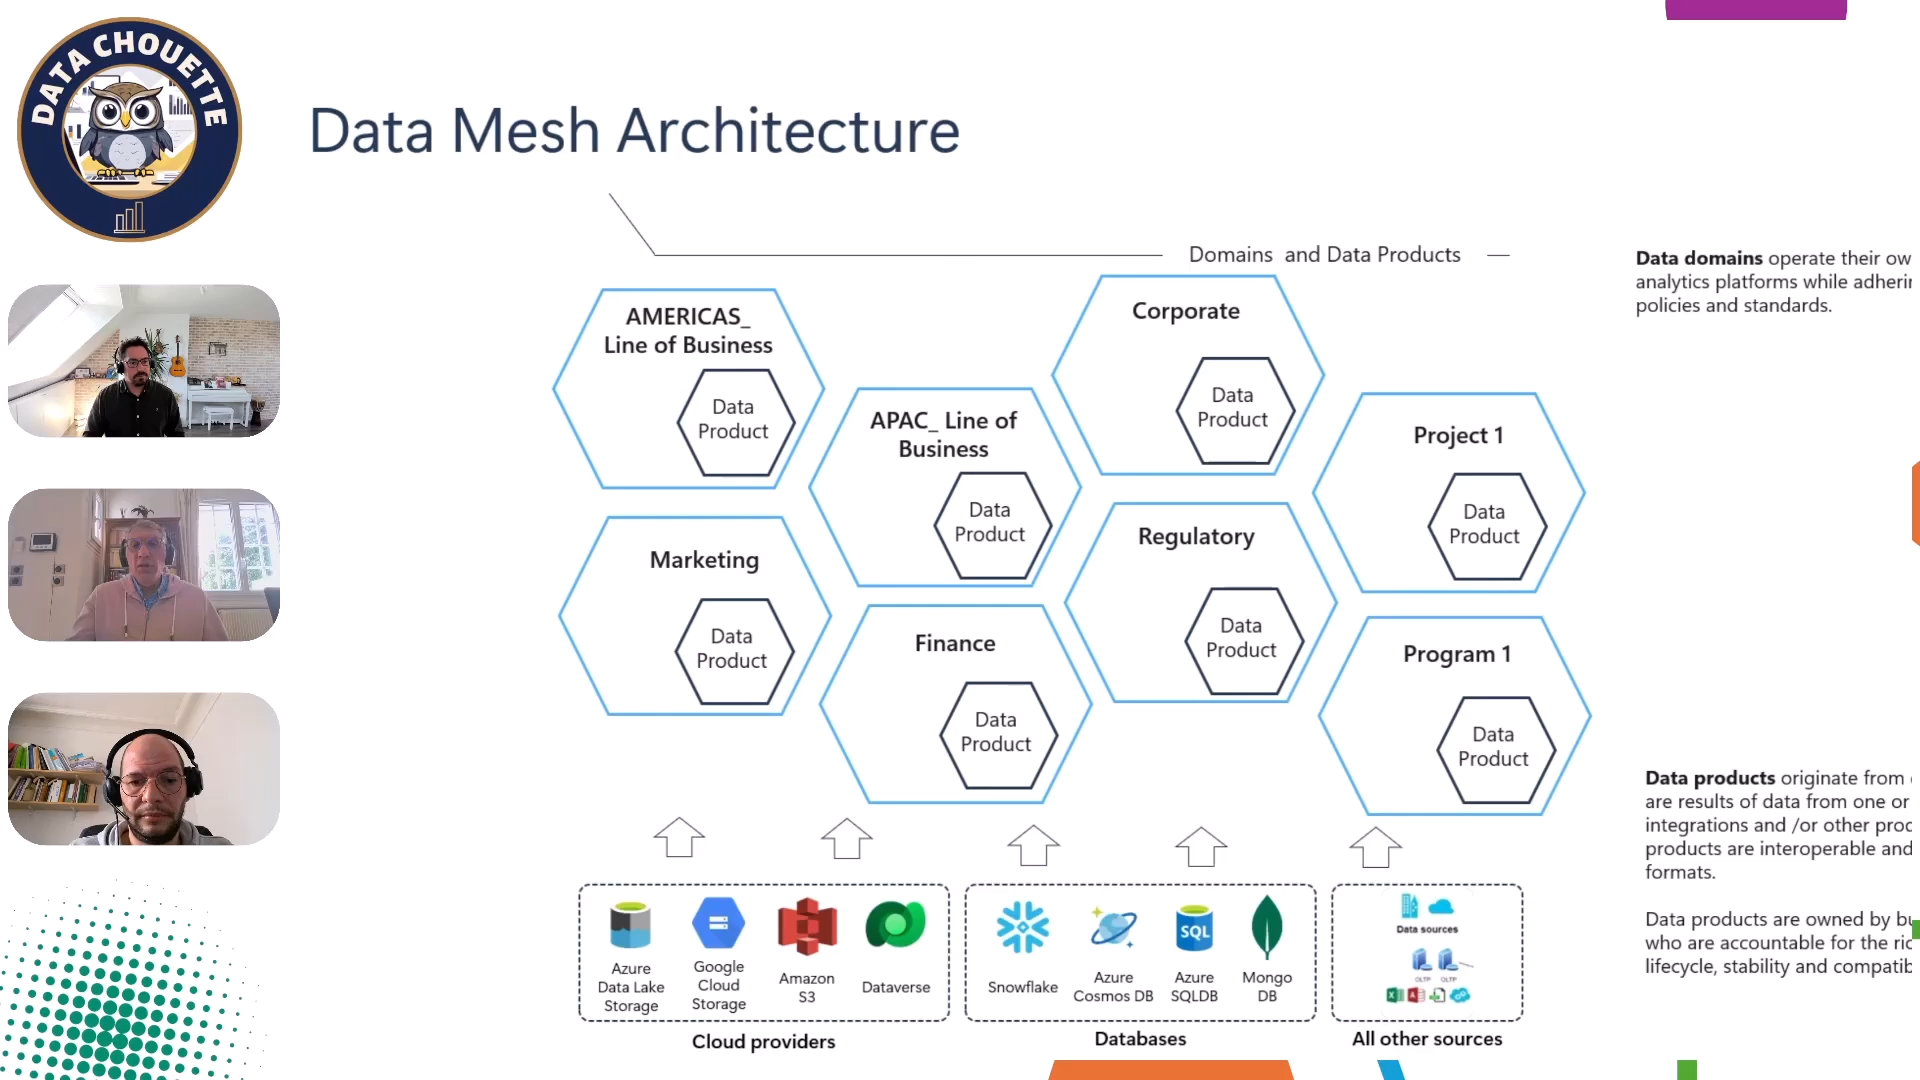 DATA CHOUETTE
Data Mesh Architecture
Domains and Data Products
AMERICAS_
Line of Business
Data
Product
APAC_ Line of
Business
Data
Product
Corporate
Data
Product
Project 1
Data
Product
Marketing
Data
Product
Finance
Data
Product
Regulatory
Data
Product
Program 1
Data
Product
Data domains operate their ow
analytics platforms while adherin
policies and standards.
Data products originate from
are results of data from one or
integrations and /or other proc
products are interoperable and
formats.
Data products are owned by bu
who are accountable for the ric
lifecycle, stability and compatib
Azure
Data Lake
Storage
Google
Cloud
Storage
Amazon
S3
Dataverse
Cloud providers
Snowflake
Azure
Cosmos DB
SQL
Azure
SQLDB
Mongo
DB
Databases
Data sources
OLTP OLTP
All other sources